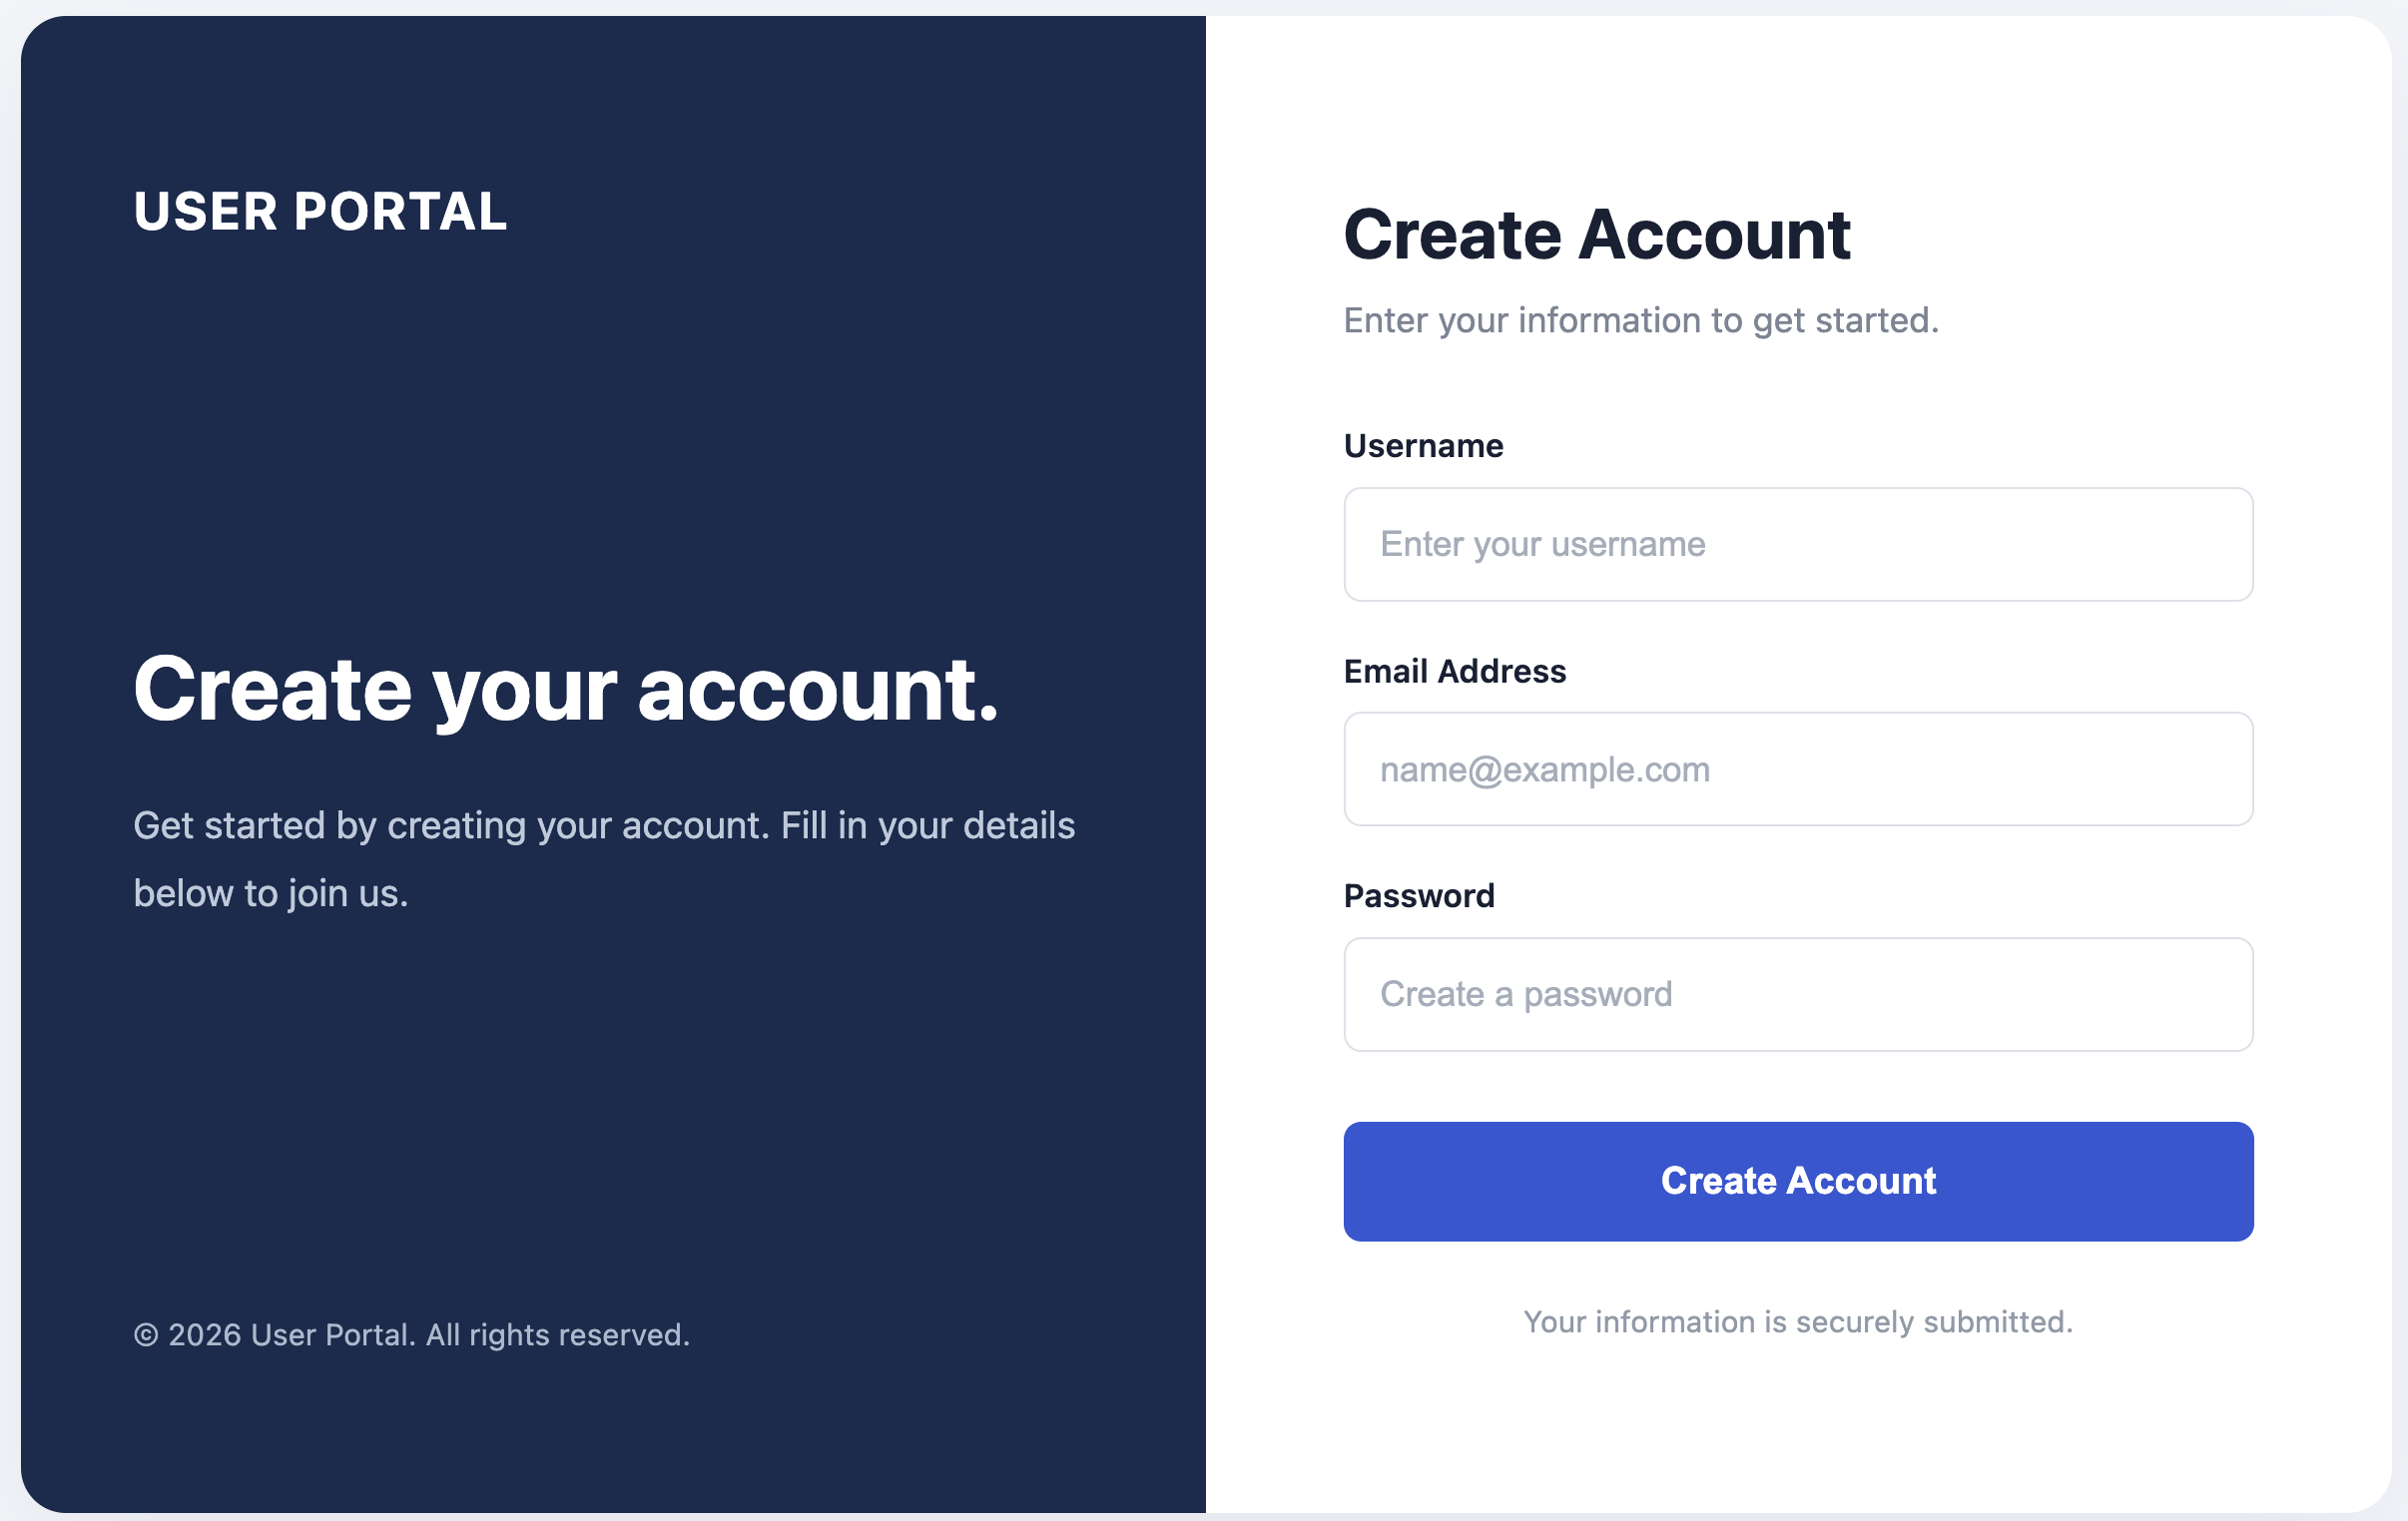 USER PORTAL
Create your account.
Get started by creating your account. Fill in your details
below to join us.
© 2026 User Portal. All rights reserved.
Create Account
Enter your information to get started.
Username
Enter your username
Email Address
name@example.com
Password
Create a password
Create Account
Your information is securely submitted.